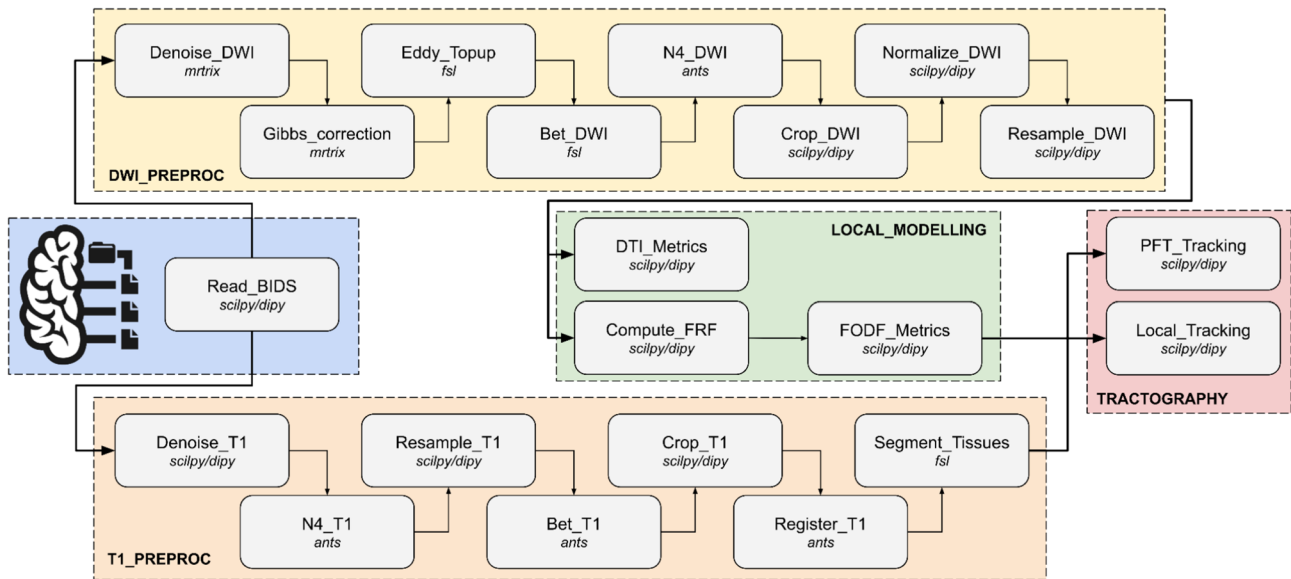 Denoise_DWI
mrtrix
Gibbs_correction
mrtrix
Eddy_Topup
fsl
Bet_DWI
fsl
N4_DWI
ants
Crop_DWI
scilpy/dipy
Normalize_DWI
scilpy/dipy
Resample_DWI
scilpy/dipy
DWI_PREPROC
Read_BIDS
scilpy/dipy
LOCAL_MODELLING
DTI_Metrics
scilpy/dipy
Compute_FRF
scilpy/dipy
FODF_Metrics
scilpy/dipy
PFT_Tracking
scilpy/dipy
Local_Tracking
scilpy/dipy
TRACTOGRAPHY
Denoise_T1
scilpy/dipy
N4_T1
ants
Resample_T1
scilpy/dipy
Bet_T1
ants
Crop_T1
scilpy/dipy
Register_T1
ants
Segment_Tissues
fsl
T1_PREPROC